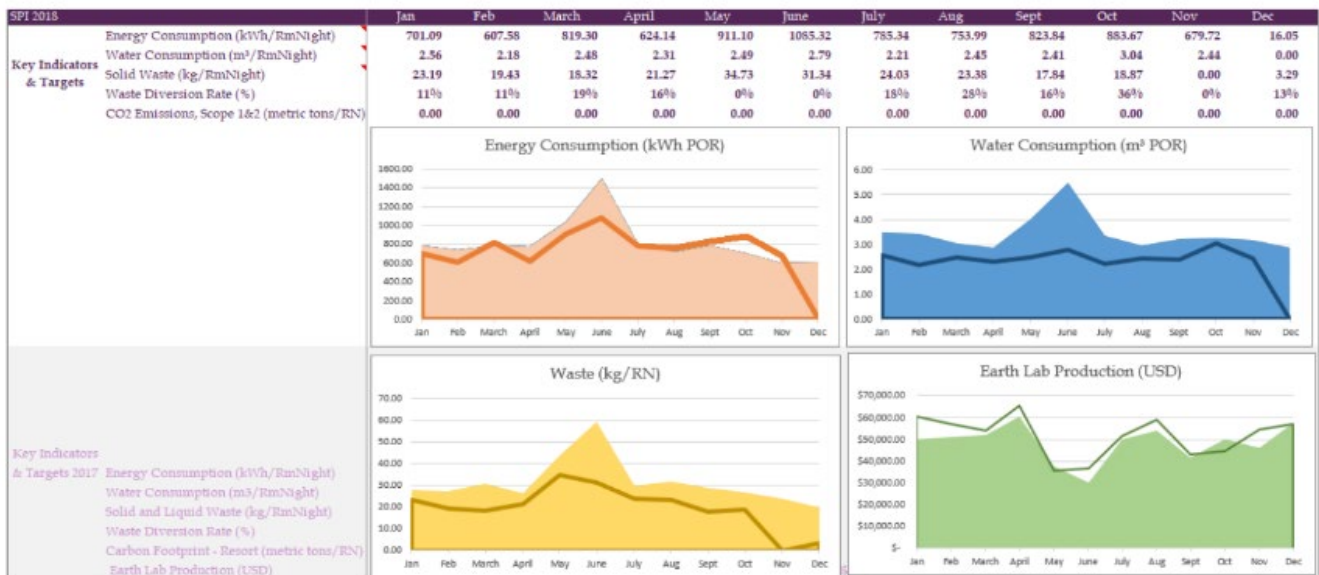 SPI 2018 Jan Feb March April May June July Aug Sept Oct Nov Dec
Energy Consumption (kWh/RmNight) 701.09 607.58 819.30 624.14 911.10 1085.32 785.34 753.99 823.84 883.67 679.72 16.05
Water Consumption (m³/RmNight) 2.56 2.18 2.48 2.31 2.49 2.79 2.21 2.45 2.41 3.04 2.44 0.00
Key Indicators
& Targets
Solid Waste (kg/RmNight) 23.19 19.43 18.32 21.27 34.73 31.34 24.03 23.38 17.84 18.87 0.00 3.29
Waste Diversion Rate (%) 11% 11% 19% 16% 0% 0% 18% 28% 16% 36% 0% 13%
CO2 Emissions, Scope 1&2 (metric tons/RN) 0.00 0.00 0.00 0.00 0.00 0.00 0.00 0.00 0.00 0.00 0.00 0.00
Energy Consumption (kWh POR)
1600.00
1400.00
1200.00
1000.00
800.00
600.00
400.00
200.00
0.00
Jan Feb March April May June July Aug Sept Oct Nov Dec
Water Consumption (m³ POR)
6.00
5.00
4.00
3.00
2.00
1.00
0.00
Jan Feb March April May June July Aug Sept Oct Nov Dec
Waste (kg/RN)
70.00
60.00
50.00
40.00
30.00
20.00
10.00
0.00
Jan Feb March April May June July Aug Sept Oct Nov Dec
Earth Lab Production (USD)
$70,000.00
$60,000.00
$50,000.00
$40,000.00
$30,000.00
$20,000.00
$10,000.00
$-
Jan Feb March April May June July Aug Sept Oct Nov Dec
Key Indicators
& Targets 2017 Energy Consumption (kWh/RmNight)
Water Consumption (m3/RmNight)
Solid and Liquid Waste (kg/RmNight)
Waste Diversion Rate (%)
Carbon Footprint - Resort (metric tons/RN)
Earth Lab Production (USD)